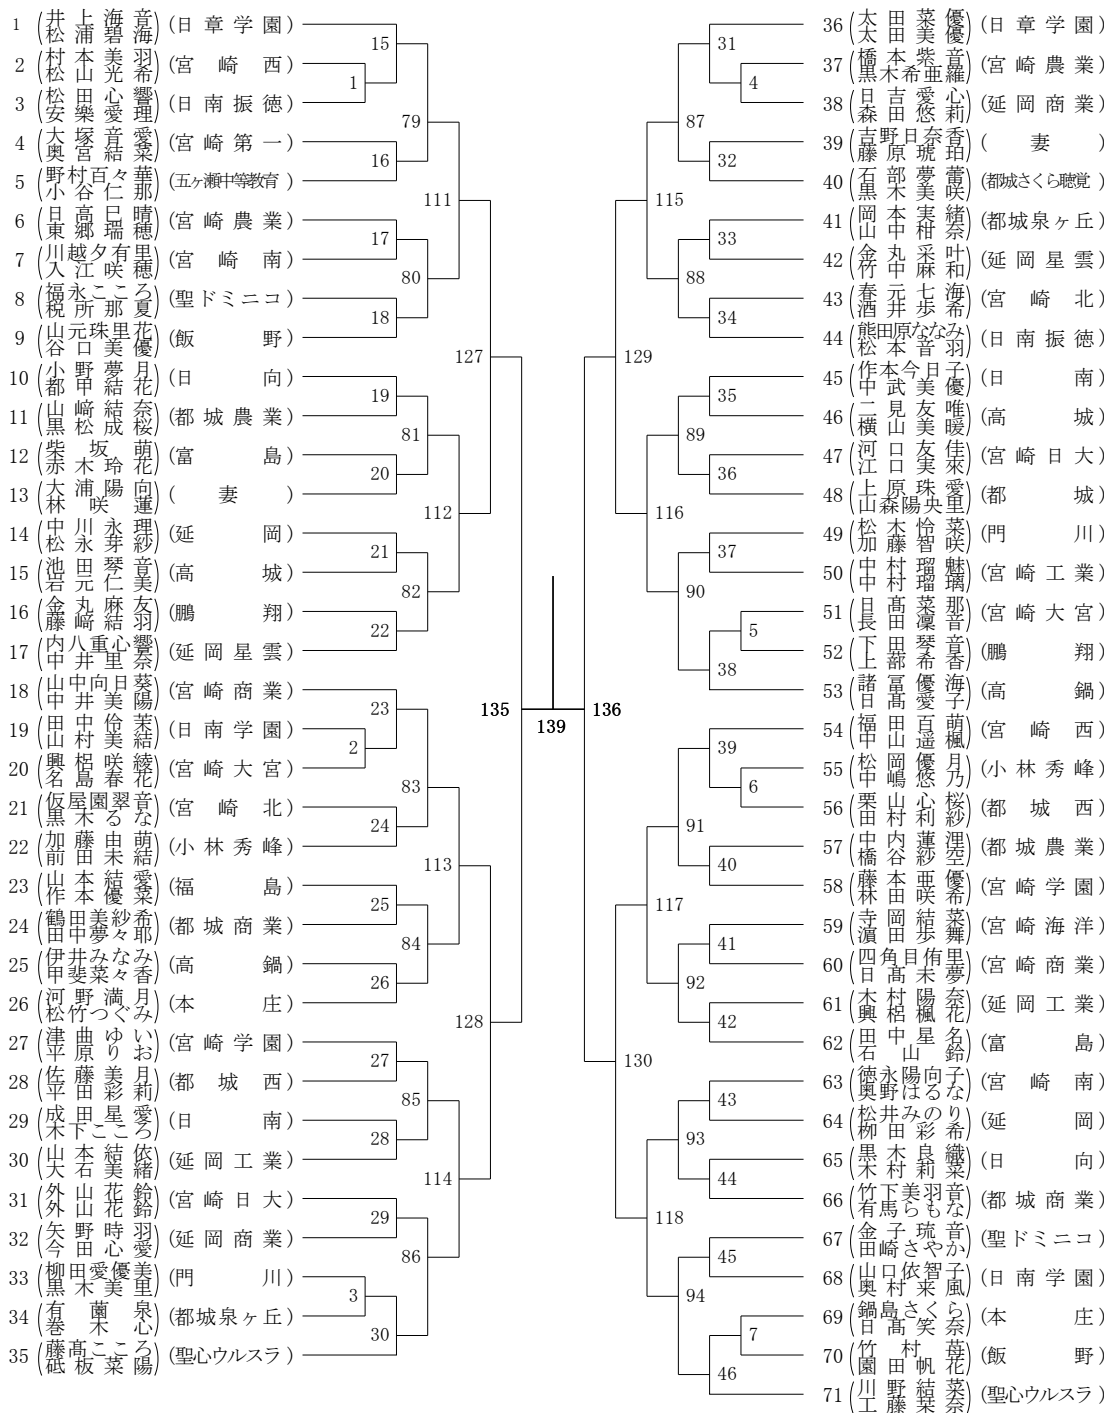 1 (井上海音 松浦碧海) (日章学園)
2 (村本美羽 松山光希) (宮崎西)
3 (松田心響 安樂愛理) (日南振徳)
4 (大塚音愛 奥宮結菜) (宮崎第一)
5 (野村百々華 小谷仁那) (五ヶ瀬中等教育)
6 (日高巳晴 東郷瑞穂) (宮崎農業)
7 (川越夕有里 入江咲穂) (宮崎南)
8 (福永こころ 税所那夏) (聖ドミニコ)
9 (山元珠里花 谷口美優) (飯野)
10 (小野夢月 都甲結花) (日向)
11 (山﨑結奈 黒松成桜) (都城農業)
12 (柴坂萌 赤木玲花) (富島)
13 (大浦陽向 林咲蓮) (妻)
14 (中川永理 松永芽紗) (延岡)
15 (池田琴音 岩元仁美) (高城)
16 (金丸麻友 藤﨑結羽) (鵬翔)
17 (内八重心響 中井里奈) (延岡星雲)
18 (山中向日葵 中井美陽) (宮崎商業)
19 (田中伶茉 山村美結) (日南学園)
20 (興梠咲綾 名島春花) (宮崎大宮)
21 (仮屋園翠音 黒木るな) (宮崎北)
22 (加藤由萌 前田未結) (小林秀峰)
23 (山本結愛 作本優菜) (福島)
24 (鶴田美紗希 田中夢々耶) (都城商業)
25 (伊井みなみ 甲斐菜々香) (高鍋)
26 (河野満月 松竹つぐみ) (本庄)
27 (津曲ゆい 平原りお) (宮崎学園)
28 (佐藤美月 平田彩莉) (都城西)
29 (成田星愛 木下こころ) (日南)
30 (山本結依 大石美緒) (延岡工業)
31 (外山花鈴 外山花鈴) (宮崎日大)
32 (矢野時羽 今田心愛) (延岡商業)
33 (柳田愛優美 黒木美里) (門川)
34 (有薗泉 巻木心) (都城泉ヶ丘)
35 (藤髙こころ 砥板菜陽) (聖心ウルスラ)
15
1
79
16
111
17
80
18
127
19
81
20
112
21
82
22
135
23
2
83
24
113
25
84
26
128
27
85
28
114
29
86
3
30
139
136
31
4
87
32
115
33
88
34
129
35
89
36
116
37
90
5
38
39
6
91
40
117
41
92
42
130
43
93
44
118
45
94
7
46
36 (太田菜優 太田美優) (日章学園)
37 (橋本紫音 黒木希亜羅) (宮崎農業)
38 (日吉愛心 森田悠莉) (延岡商業)
39 (吉野日奈香 藤原琥珀) (妻)
40 (石部夢蕾 黒木美咲) (都城さくら聴覚)
41 (岡本実緒 山中柑奈) (都城泉ヶ丘)
42 (金丸采叶 竹中麻和) (延岡星雲)
43 (春元七海 酒井歩希) (宮崎北)
44 (熊田原ななみ 松本音羽) (日南振徳)
45 (作本今日子 中武美優) (日南)
46 (二見友唯 横山美暖) (高城)
47 (河口友佳 江口実來) (宮崎日大)
48 (上原珠愛 山森陽央里) (都城)
49 (松木怜菜 加藤智咲) (門川)
50 (中村瑠魅 中村瑠璃) (宮崎工業)
51 (日髙菜那 長田凜音) (宮崎大宮)
52 (下田琴音 上部希香) (鵬翔)
53 (諸冨優海 日髙愛子) (高鍋)
54 (福田百萌 中山遥楓) (宮崎西)
55 (松岡優月 中嶋悠乃) (小林秀峰)
56 (栗山心桜 田村利紗) (都城西)
57 (中内蓮浬 橋谷紗空) (都城農業)
58 (藤本亜優 林田咲希) (宮崎学園)
59 (寺岡結菜 濵田歩舞) (宮崎海洋)
60 (四角目侑里 日髙未夢) (宮崎商業)
61 (木村陽奈 興梠楓花) (延岡工業)
62 (田中星名 石山鈴) (富島)
63 (徳永陽向子 奥野はるな) (宮崎南)
64 (松井みのり 栁田彩希) (延岡)
65 (黒木良織 木村莉菜) (日向)
66 (竹下美羽音 有馬らもな) (都城商業)
67 (金子琉音 田崎さやか) (聖ドミニコ)
68 (山口依智子 奥村来風) (日南学園)
69 (鍋島さくら 日髙笑奈) (本庄)
70 (竹村苺 園田帆花) (飯野)
71 (川野結菜 工藤栞奈) (聖心ウルスラ)